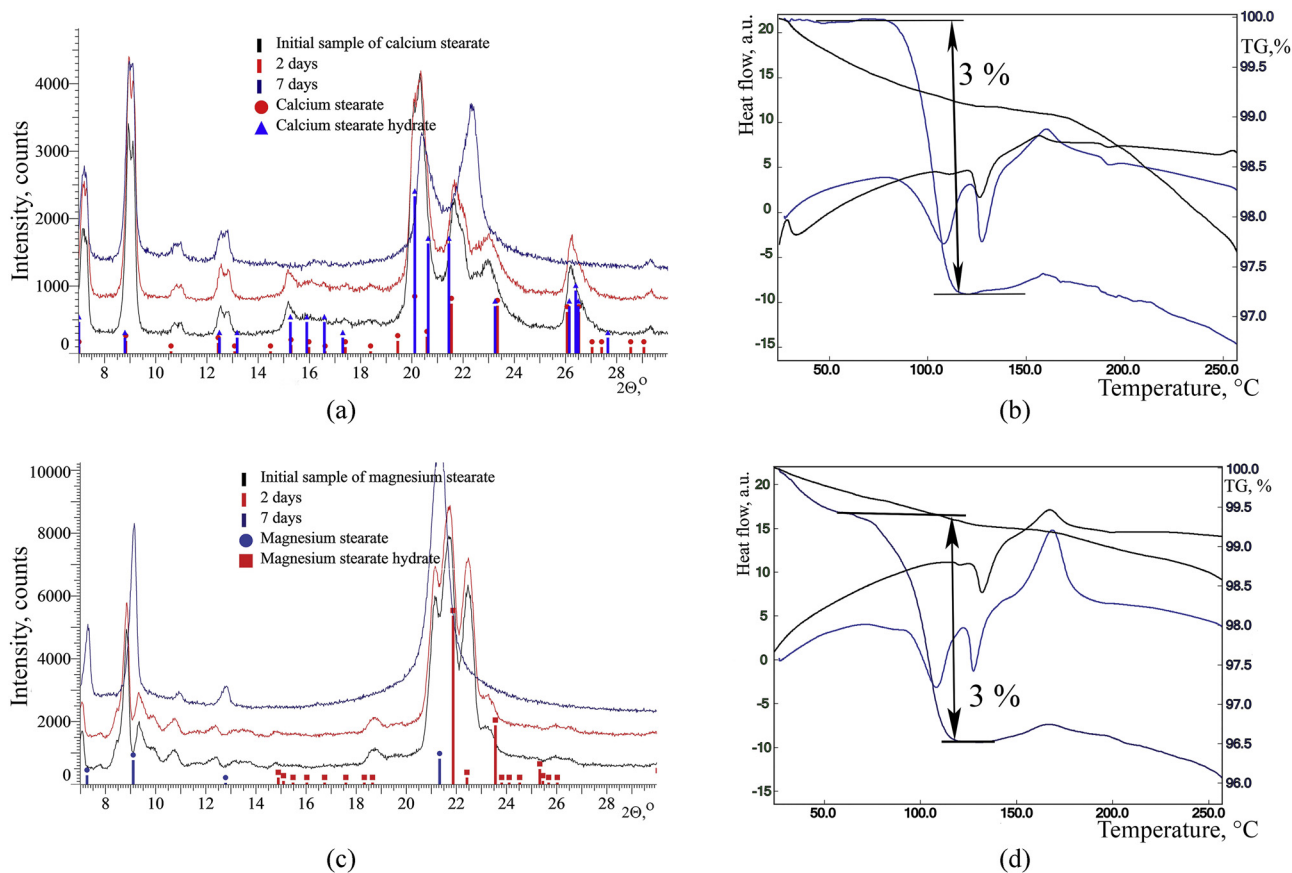 Initial sample of calcium stearate
2 days
7 days
Calcium stearate
Calcium stearate hydrate
Intensity, counts
4000
3000
2000
1000
0
8 10 12 14 16 18 20 22 24 26 28
2Θ,°
(a)
Heat flow, a.u.
20
15
10
5
0
-5
-10
-15
3 %
100.0
TG,%
99.5
99.0
98.5
98.0
97.5
97.0
50.0 100.0 150.0 200.0 250.0
Temperature, °C
(b)
Initial sample of magnesium stearate
2 days
7 days
Magnesium stearate
Magnesium stearate hydrate
Intensity, counts
10000
8000
6000
4000
2000
0
8 10 12 14 16 18 20 22 24 26 28
2Θ,°
(c)
Heat flow, a.u.
20
15
10
5
0
-5
-10
-15
3 %
100.0
TG, %
99.5
99.0
98.5
98.0
97.5
97.0
96.5
96.0
50.0 100.0 150.0 200.0 250.0
Temperature, °C
(d)